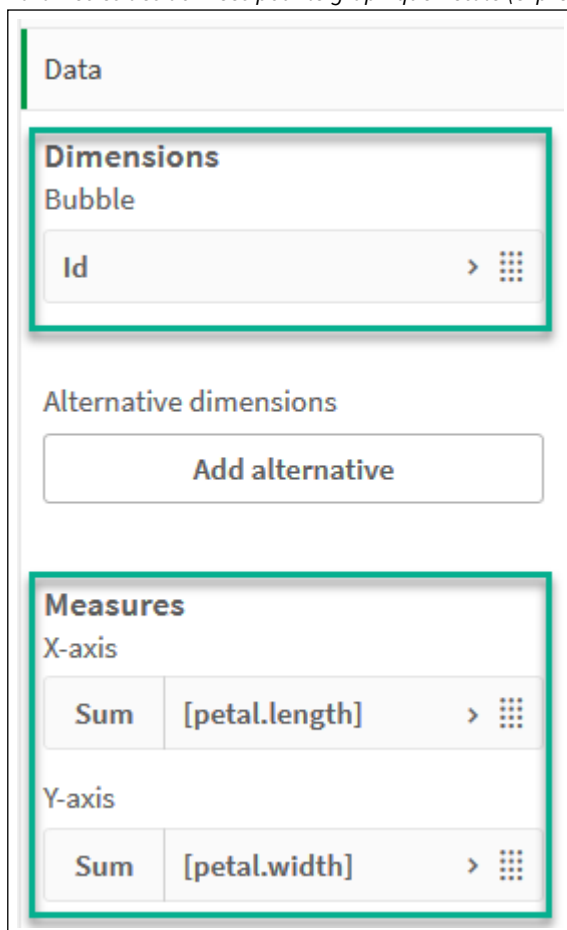 Data
Dimensions
Bubble
Id
Alternative dimensions
Add alternative
Measures
X-axis
Sum [petal.length]
Y-axis
Sum [petal.width]